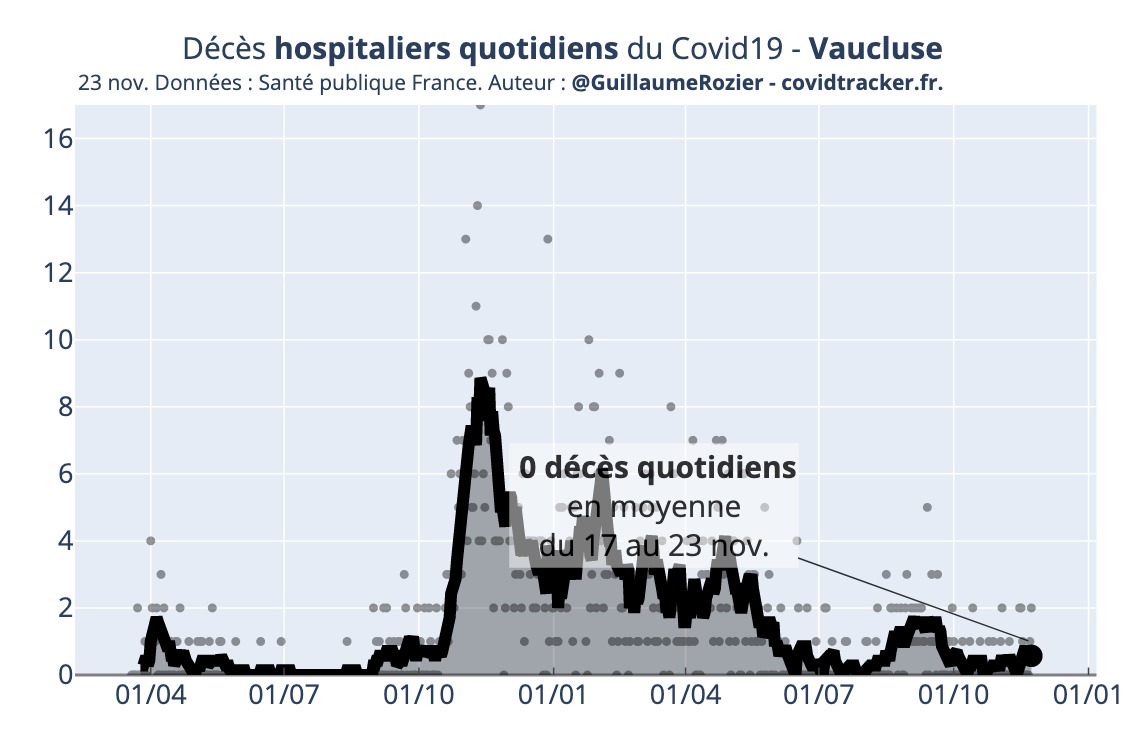 Décès hospitaliers quotidiens du Covid19 - Vaucluse
23 nov. Données : Santé publique France. Auteur : @GuillaumeRozier - covidtracker.fr.
16
14
12
10
8
6
4
2
0
0 décès quotidiens
en moyenne
du 17 au 23 nov.
01/04 01/07 01/10 01/01 01/04 01/07 01/10 01/01